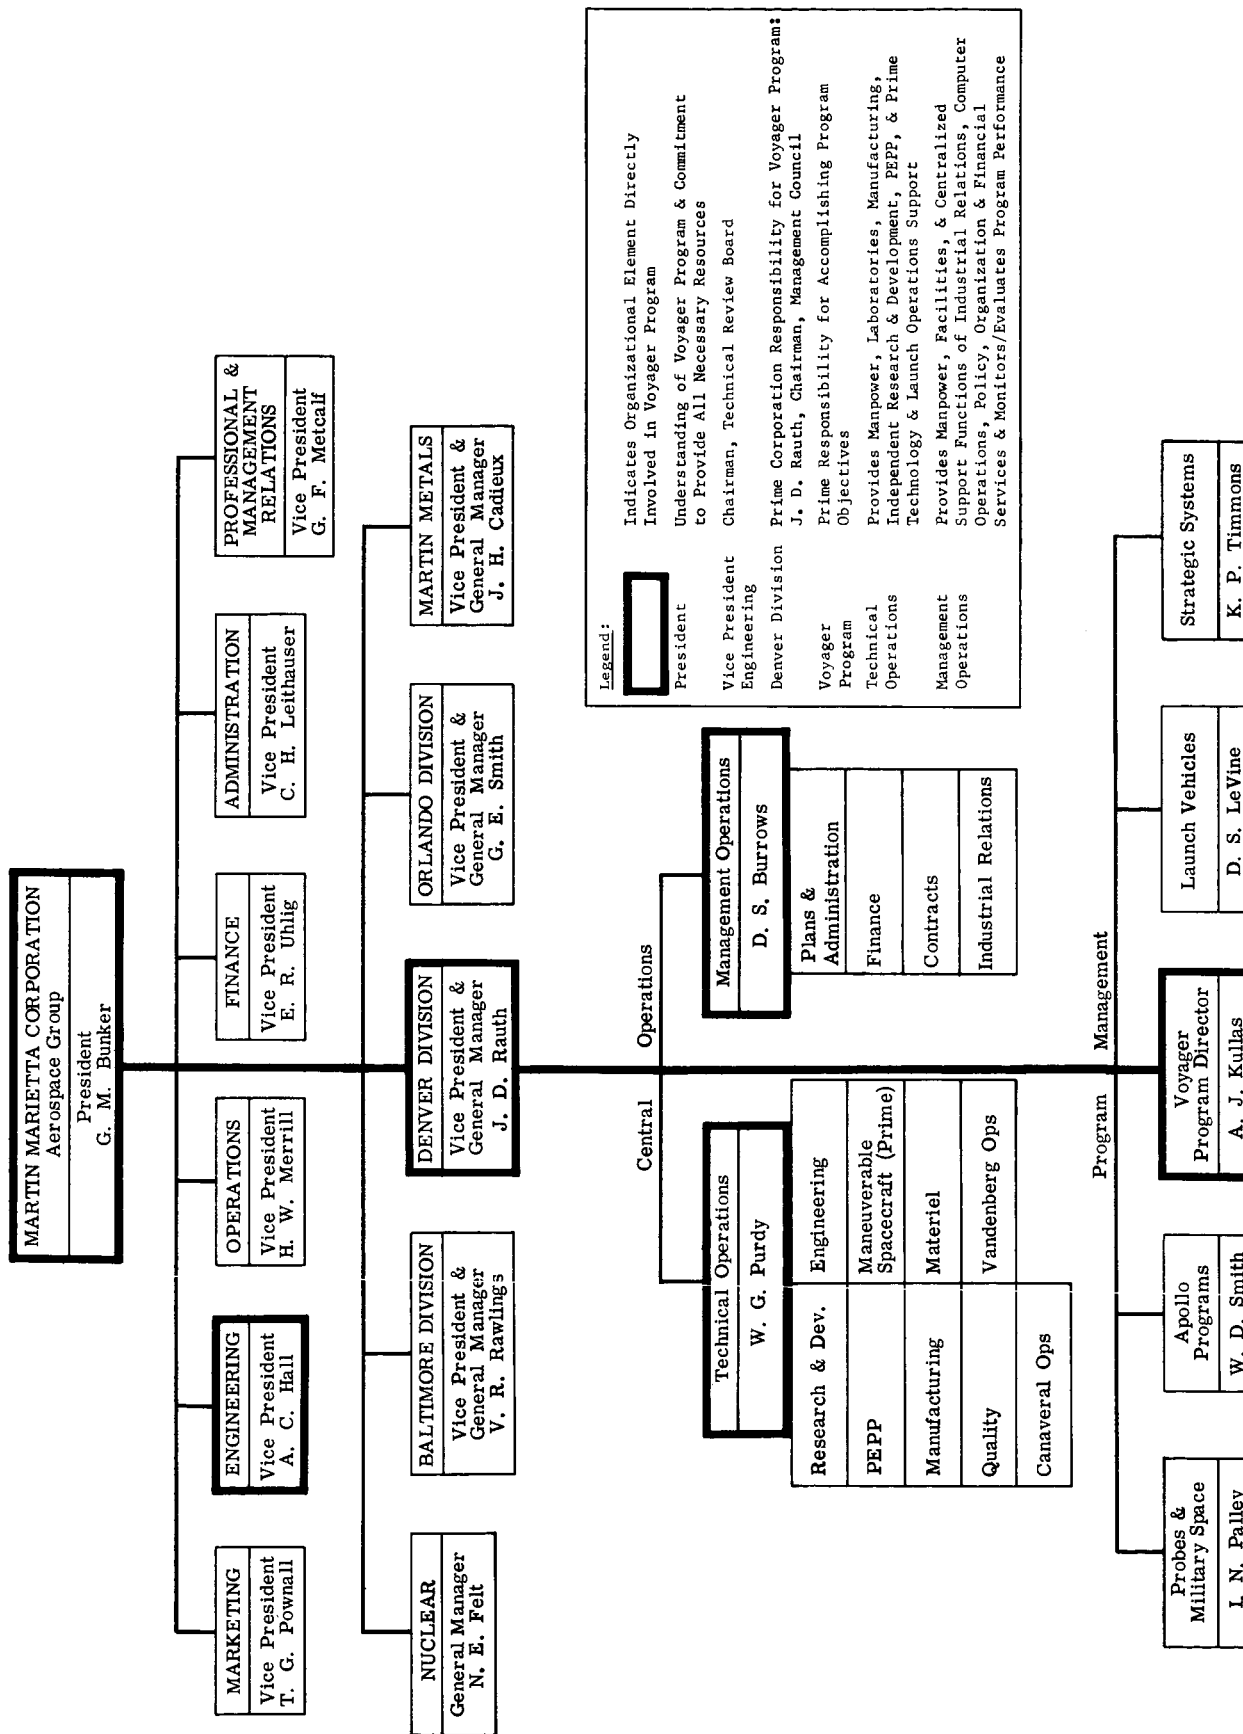 MARTIN MARIETTA CORPORATION
Aerospace Group
President
G. M. Bunker
MARKETING
Vice President
T. G. Pownall
ENGINEERING
Vice President
A. C. Hall
OPERATIONS
Vice President
H. W. Merrill
FINANCE
Vice President
E. R. Uhlig
ADMINISTRATION
Vice President
C. H. Leithauser
PROFESSIONAL &
MANAGEMENT
RELATIONS
Vice President
G. F. Metcalf
NUCLEAR
General Manager
N. E. Felt
BALTIMORE DIVISION
Vice President &
General Manager
V. R. Rawlings
DENVER DIVISION
Vice President &
General Manager
J. D. Rauth
ORLANDO DIVISION
Vice President &
General Manager
G. E. Smith
MARTIN METALS
Vice President &
General Manager
J. H. Cadieux
Central Operations
Technical Operations
W. G. Purdy
Research & Dev.
Engineering
PEPP
Maneuverable
Spacecraft (Prime)
Manufacturing
Materiel
Quality
Vandenberg Ops
Canaveral Ops
Management Operations
D. S. Burrows
Plans &
Administration
Finance
Contracts
Industrial Relations
Legend:
Indicates Organizational Element Directly
Involved in Voyager Program
President
Understanding of Voyager Program & Commitment
to Provide All Necessary Resources
Vice President
Engineering
Chairman, Technical Review Board
Denver Division
Prime Corporation Responsibility for Voyager Program:
J. D. Rauth, Chairman, Management Council
Voyager
Program
Prime Responsibility for Accomplishing Program
Objectives
Technical
Operations
Provides Manpower, Laboratories, Manufacturing,
Independent Research & Development, PEPP, & Prime
Technology & Launch Operations Support
Management
Operations
Provides Manpower, Facilities, & Centralized
Support Functions of Industrial Relations, Computer
Operations, Policy, Organization & Financial
Services & Monitors/Evaluates Program Performance
Program Management
Probes &
Military Space
I. N. Palley
Apollo
Programs
W. D. Smith
Voyager
Program Director
A. J. Kullas
Launch Vehicles
D. S. LeVine
Strategic Systems
K. P. Timmons